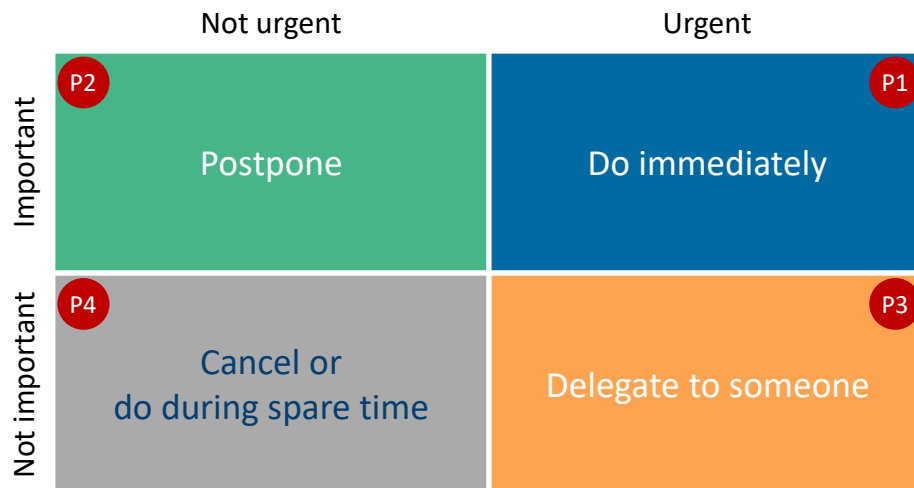 Not urgent
Urgent
Important
P2
Postpone
P1
Do immediately
Not important
P4
Cancel or
do during spare time
P3
Delegate to someone